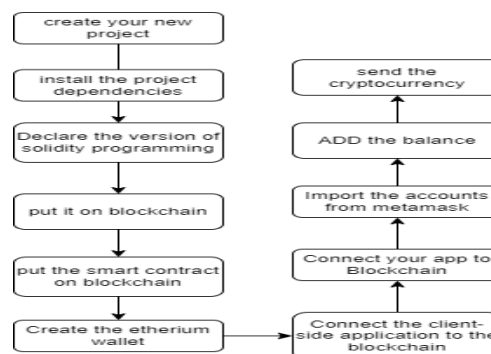 create your new
project
install the project
dependencies
Declare the version of
solidity programming
put it on blockchain
put the smart contract
on blockchain
Create the etherium
wallet
Connect the client-
side application to the
blockchain
Connect your app to
Blockchain
Import the accounts
from metamask
ADD the balance
send the
cryptocurrency